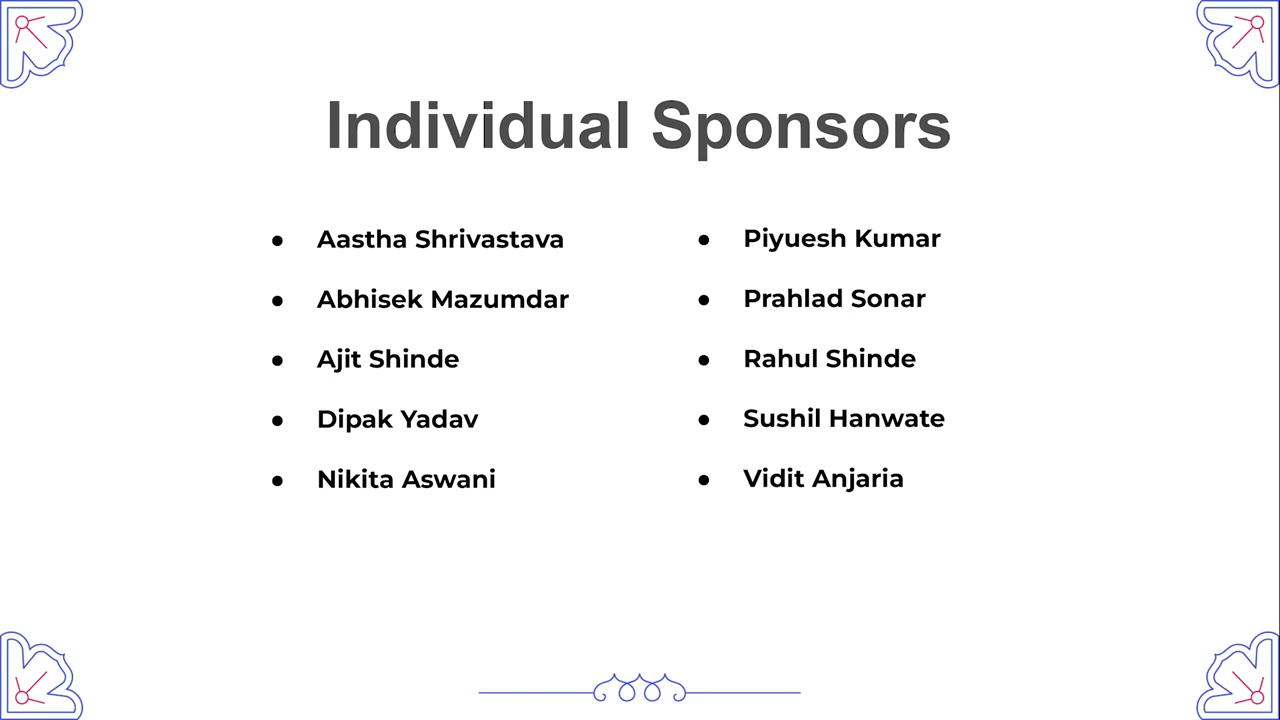 Individual Sponsors
● Aastha Shrivastava
● Abhisek Mazumdar
● Ajit Shinde
● Dipak Yadav
● Nikita Aswani
● Piyuesh Kumar
● Prahlad Sonar
● Rahul Shinde
● Sushil Hanwate
● Vidit Anjaria